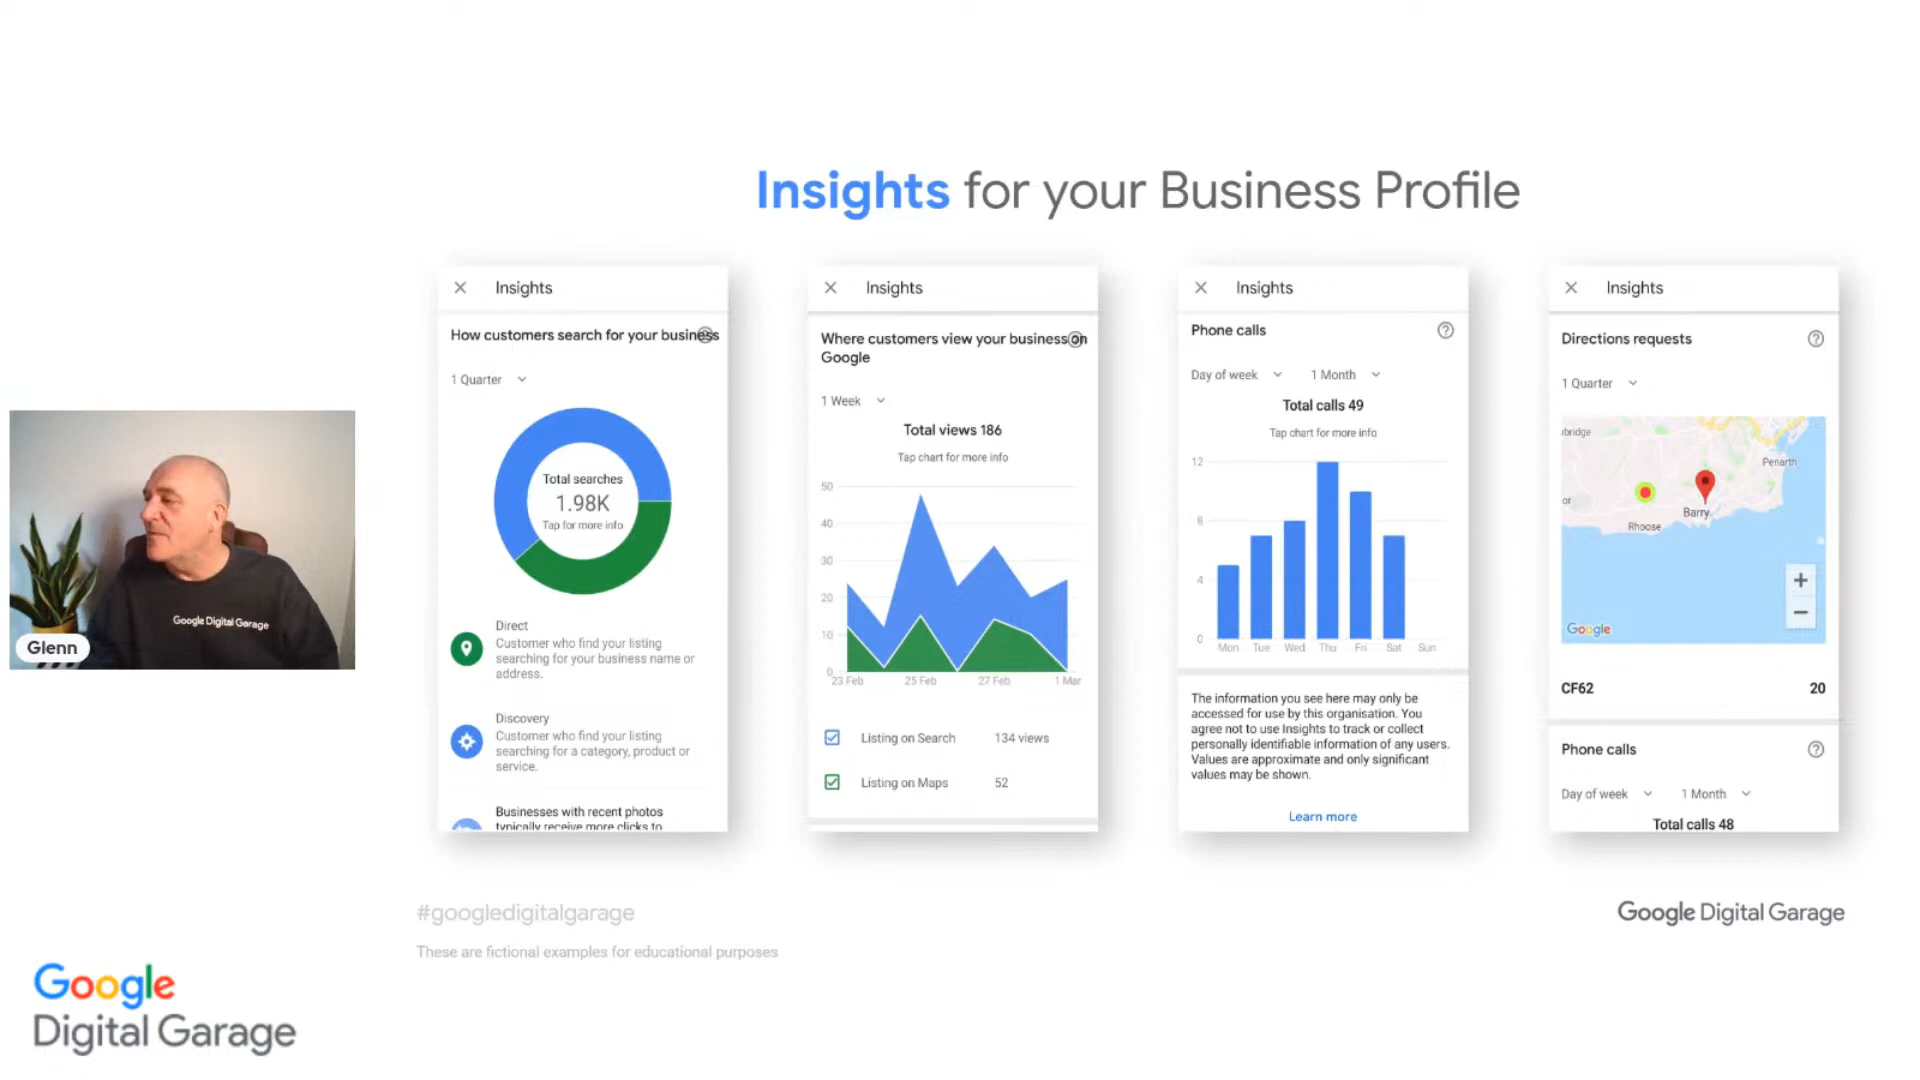 Insights for your Business Profile
Insights
How customers search for your business
1 Quarter
Total searches
1.98K
Tap for more info
Direct
Customer who find your listing
searching for your business name or
address.
Discovery
Customer who find your listing
searching for a category, product or
service.
Businesses with recent photos
typically receive more clicks to
Insights
Where customers view your business on
Google
1 Week
Total views 186
Tap chart for more info
50
40
30
20
10
0
23 Feb 25 Feb 27 Feb 1 Mar
Listing on Search 134 views
Listing on Maps 52
Insights
Phone calls
Day of week 1 Month
Total calls 49
Tap chart for more info
12
8
4
0
Mon Tue Wed Thu Fri Sat Sun
The information you see here may only be
accessed for use by this organisation. You
agree not to use Insights to track or collect
personally identifiable information of any users.
Values are approximate and only significant
values may be shown.
Learn more
Insights
Directions requests
1 Quarter
Penarth
Barry
Rhoose
Google
CF62 20
Phone calls
Day of week 1 Month
Total calls 48
Google Digital Garage
Glenn
#googledigitalgarage
Google Digital Garage
These are fictional examples for educational purposes
Google
Digital Garage